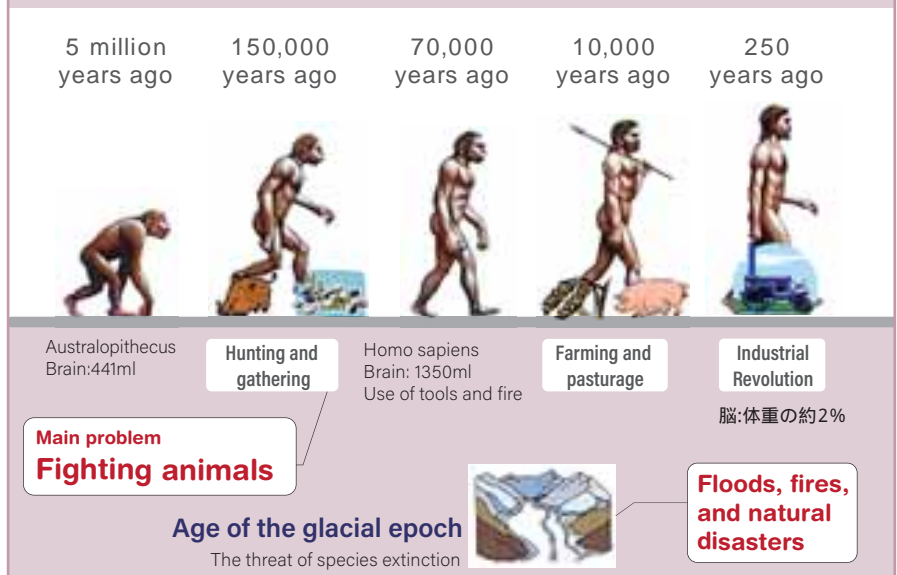 5 million
years ago
150,000
years ago
70,000
years ago
10,000
years ago
250
years ago
Australopithecus
Brain:441ml
Hunting and
gathering
Homo sapiens
Brain: 1350ml
Use of tools and fire
Farming and
pasturage
Industrial
Revolution
脳:体重の約2%
Main problem
Fighting animals
Age of the glacial epoch
The threat of species extinction
Floods, fires,
and natural
disasters